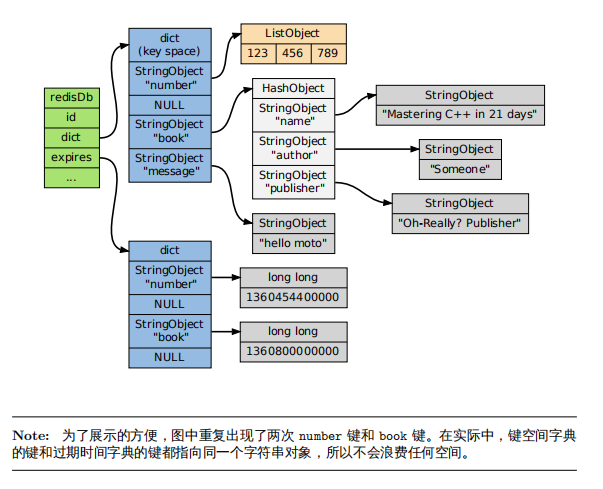 redisDb
id
dict
expires
...
dict
(key space)
StringObject
"number"
NULL
StringObject
"book"
StringObject
"message"
ListObject
123 456 789
HashObject
StringObject
"name"
StringObject
"author"
StringObject
"publisher"
StringObject
"Mastering C++ in 21 days"
StringObject
"Someone"
StringObject
"Oh-Really? Publisher"
StringObject
"hello moto"
dict
StringObject
"number"
NULL
StringObject
"book"
NULL
long long
1360454400000
long long
1360800000000
Note: 为了展示的方便，图中重复出现了两次 number 键和 book 键。在实际中，键空间字典
的键和过期时间字典的键都指向同一个字符串对象，所以不会浪费任何空间。